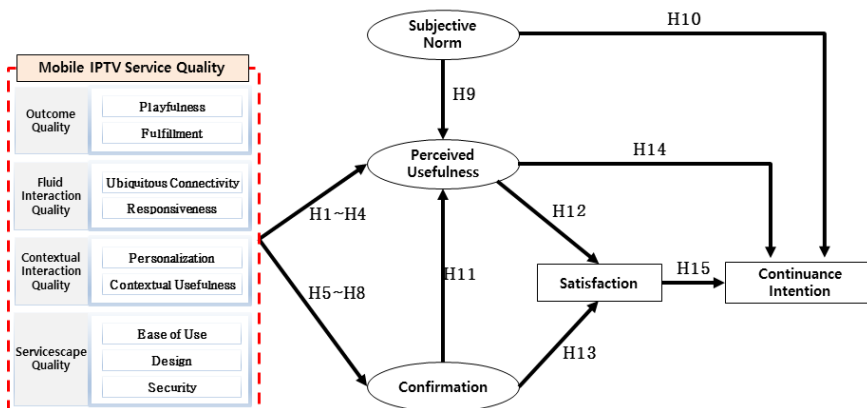 Subjective
Norm
H10
Mobile IPTV Service Quality
Outcome
Quality
Playfulness
Fulfillment
H9
Perceived
Usefulness
H14
Fluid
Interaction
Quality
Ubiquitous Connectivity
Responsiveness
H1~H4
H12
Contextual
Interaction
Quality
Personalization
Contextual Usefulness
H5~H8
H11
Satisfaction
H15
Continuance
Intention
Servicescape
Quality
Ease of Use
Design
Security
H13
Confirmation